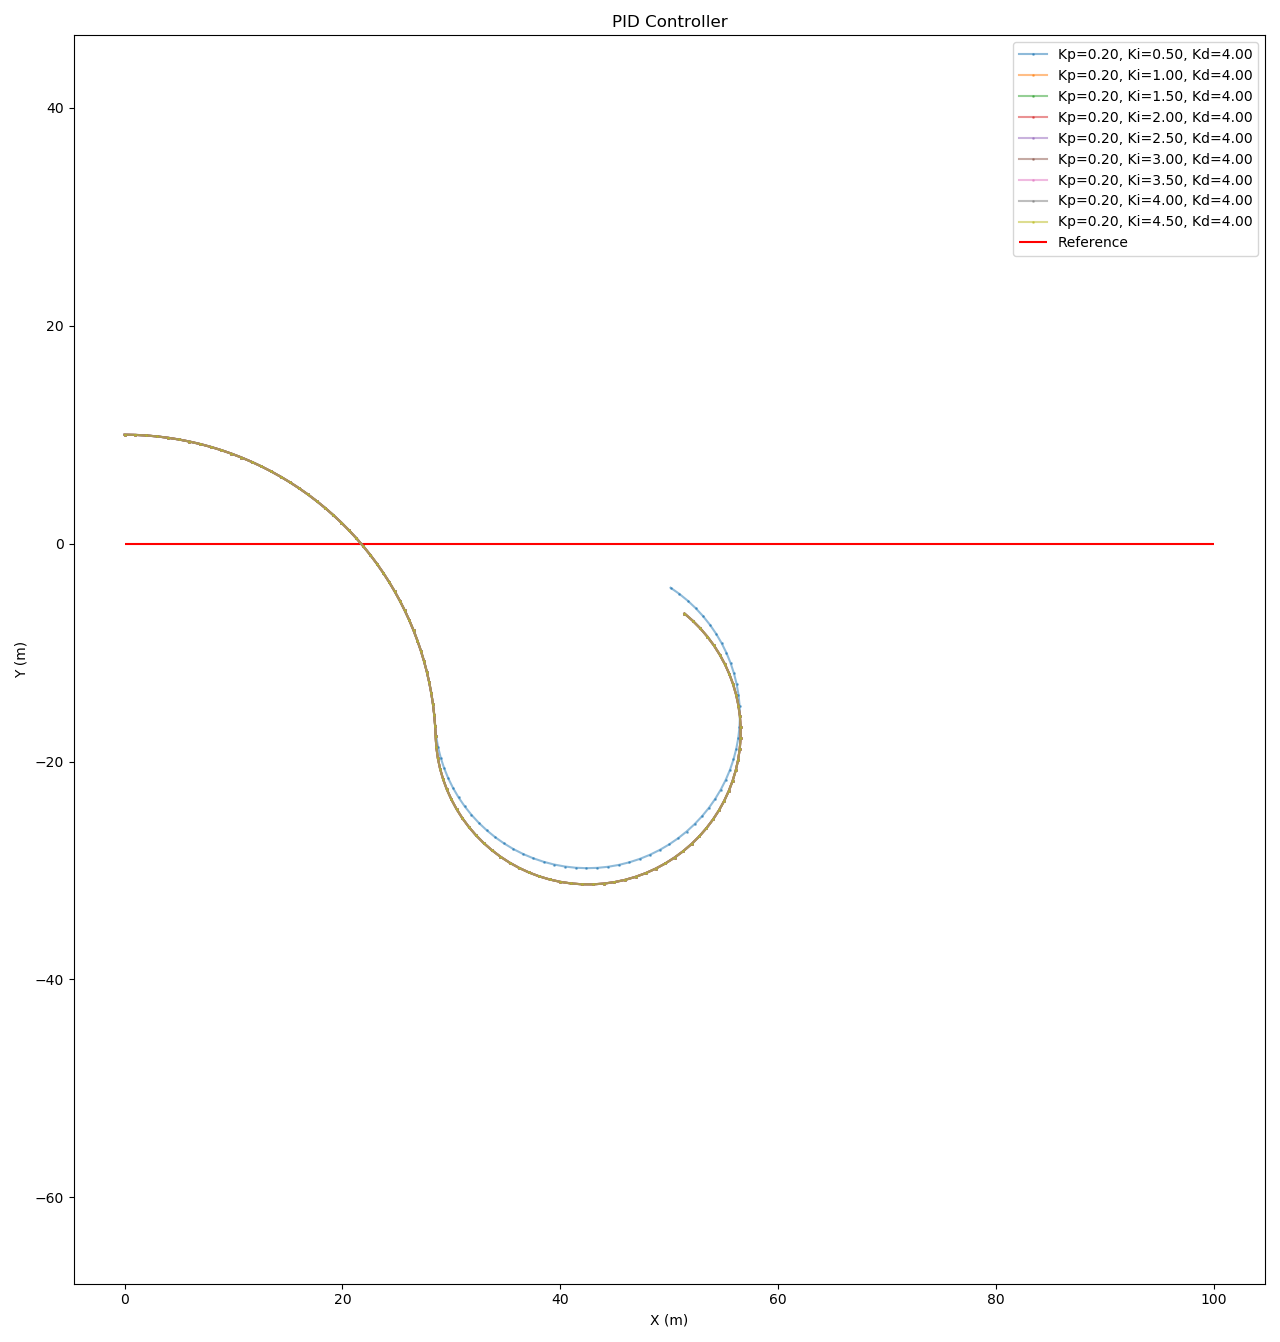 PID Controller
Kp=0.20, Ki=0.50, Kd=4.00
Kp=0.20, Ki=1.00, Kd=4.00
Kp=0.20, Ki=1.50, Kd=4.00
Kp=0.20, Ki=2.00, Kd=4.00
Kp=0.20, Ki=2.50, Kd=4.00
Kp=0.20, Ki=3.00, Kd=4.00
Kp=0.20, Ki=3.50, Kd=4.00
Kp=0.20, Ki=4.00, Kd=4.00
Kp=0.20, Ki=4.50, Kd=4.00
Reference
40
20
0
−20
−40
−60
Y (m)
0 20 40 60 80 100
X (m)